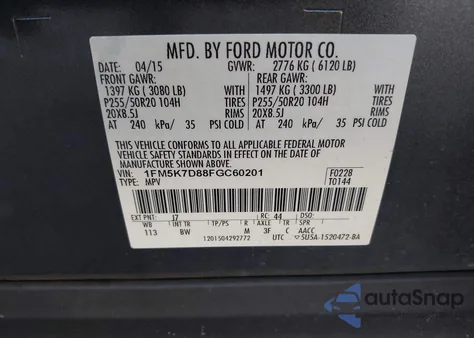 MFD. BY FORD MOTOR CO.
DATE: 04/15 GVWR: 2776 KG ( 6120 LB)
FRONT GAWR: REAR GAWR:
1397 KG ( 3080 LB) 1497 KG ( 3300 LB)
P255/50R20 104H TIRES P255/50R20 104H TIRES
20X8.5J RIMS 20X8.5J RIMS
AT 240 kPa/ 35 PSI COLD AT 240 kPa/ 35 PSI COLD
THIS VEHICLE CONFORMS TO ALL APPLICABLE FEDERAL MOTOR
VEHICLE SAFETY AND THEFT PREVENTION STANDARDS IN EFFECT ON THE DATE OF
MANUFACTURE SHOWN ABOVE.
VIN: 1FM5K7D88FGC60201 F0228
TYPE: MPV T0144
EXT PNT: J7 RC: 44 DSO:
WB INT TR TP/PS R AXLE TR SPR
113 BW M 3F C AACC
1201504292772 UTC 5U5A-1520472-BA
autoSnap